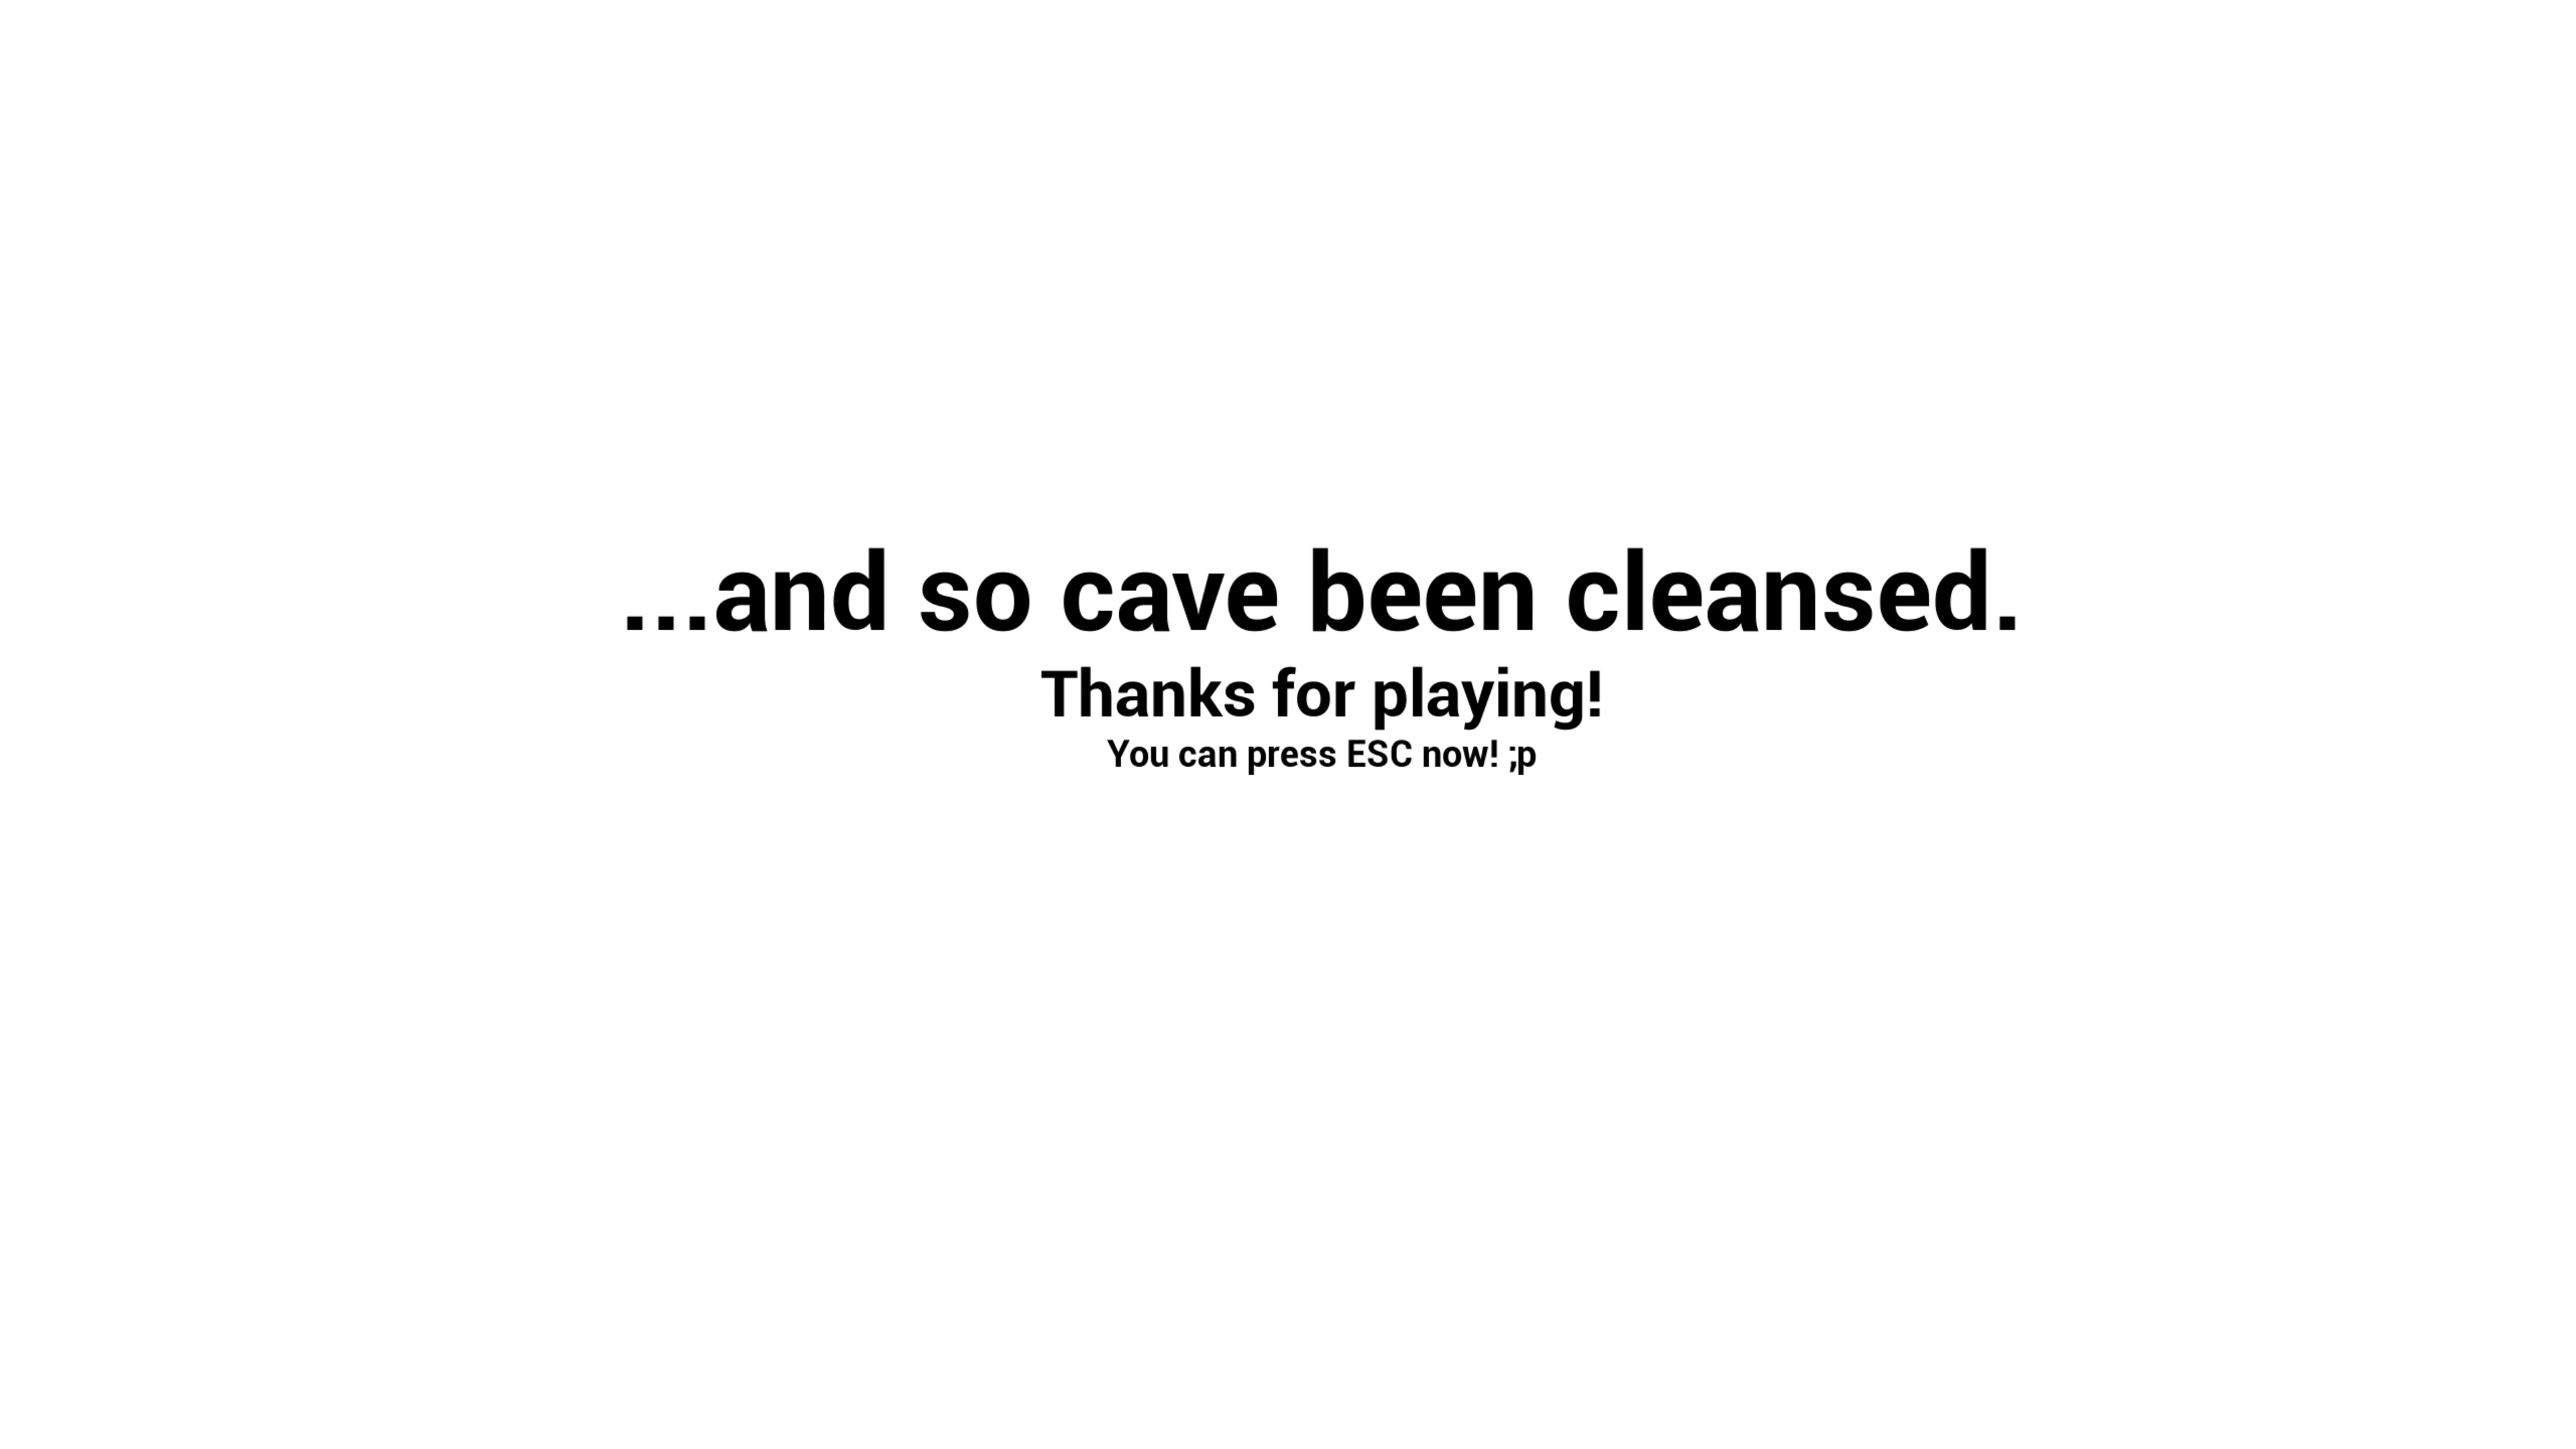 ...and so cave been cleansed.
Thanks for playing!
You can press ESC now! ;p